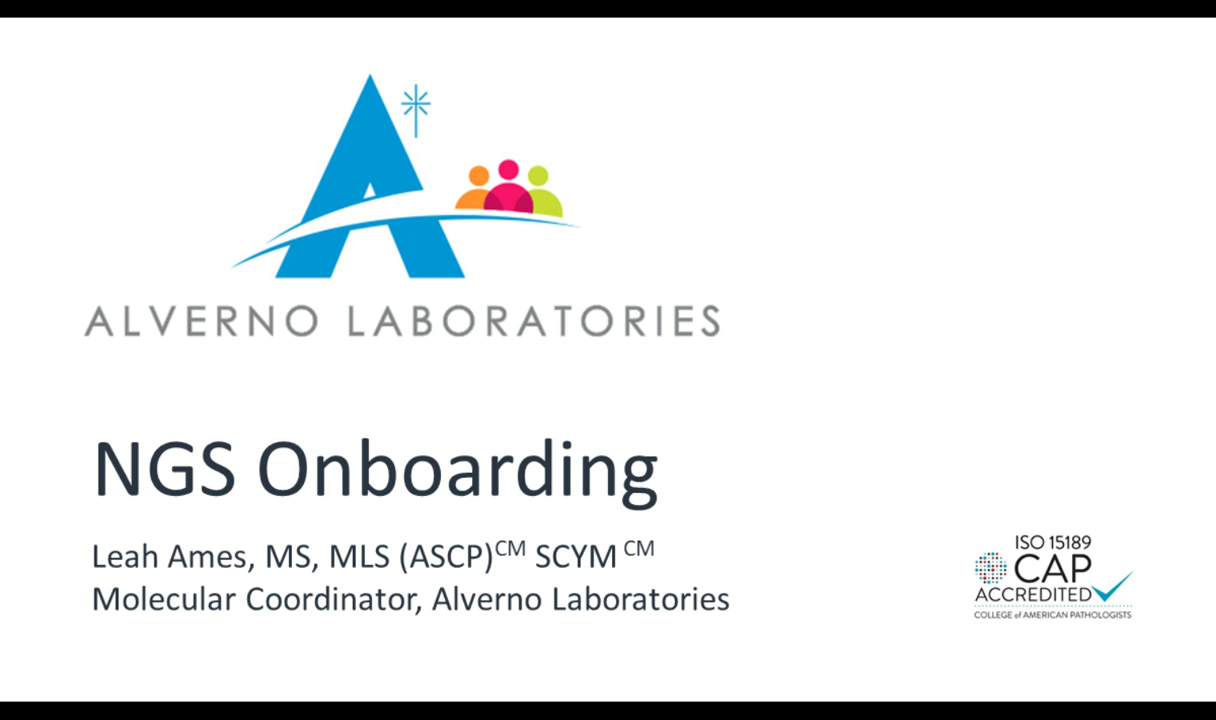 ALVERNO LABORATORIES
NGS Onboarding
Leah Ames, MS, MLS (ASCP)CM SCYM CM
Molecular Coordinator, Alverno Laboratories
ISO 15189
CAP
ACCREDITED
COLLEGE of AMERICAN PATHOLOGISTS